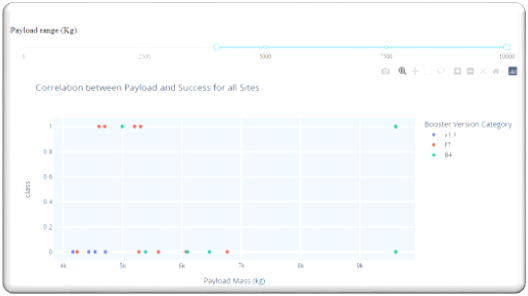 Payload range (Kg):
0 2500 5000 7500 10000
Correlation between Payload and Success for all Sites
Booster Version Category
v1.1
FT
B4
1
0.8
0.6
0.4
0.2
0
class
4k 5k 6k 7k 8k 9k
Payload Mass (kg)